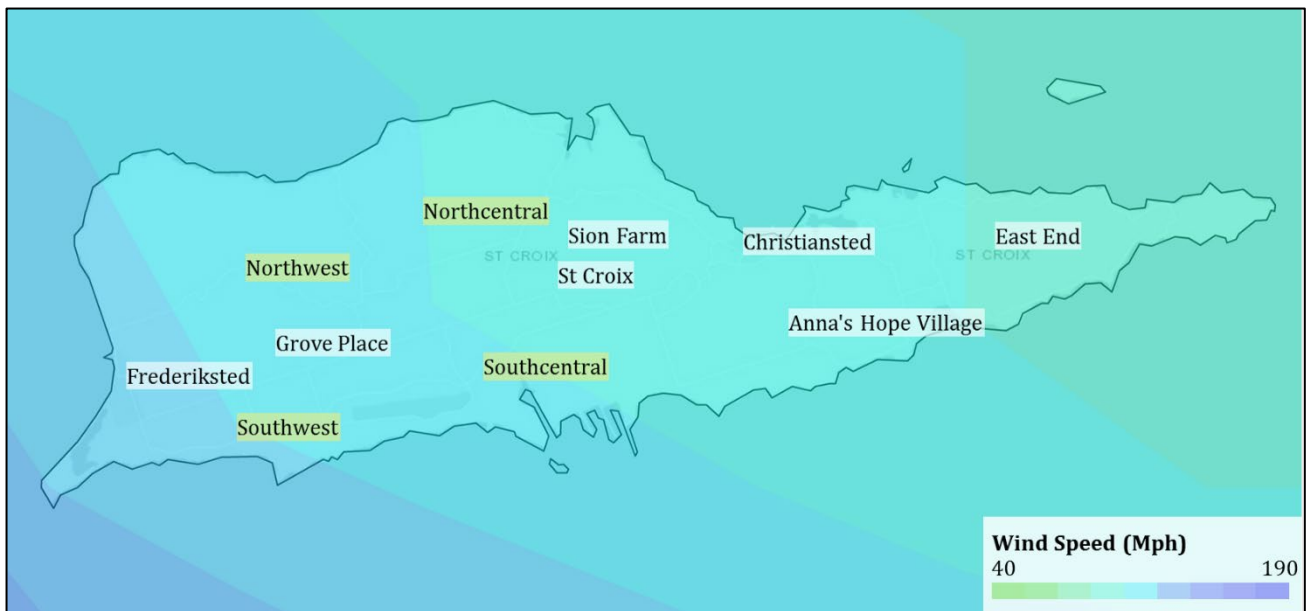 Northcentral
Sion Farm
Christiansted
East End
ST CROIX
ST CROIX
Northwest
St Croix
Anna's Hope Village
Grove Place
Southcentral
Frederiksted
Southwest
Wind Speed (Mph)
40 190